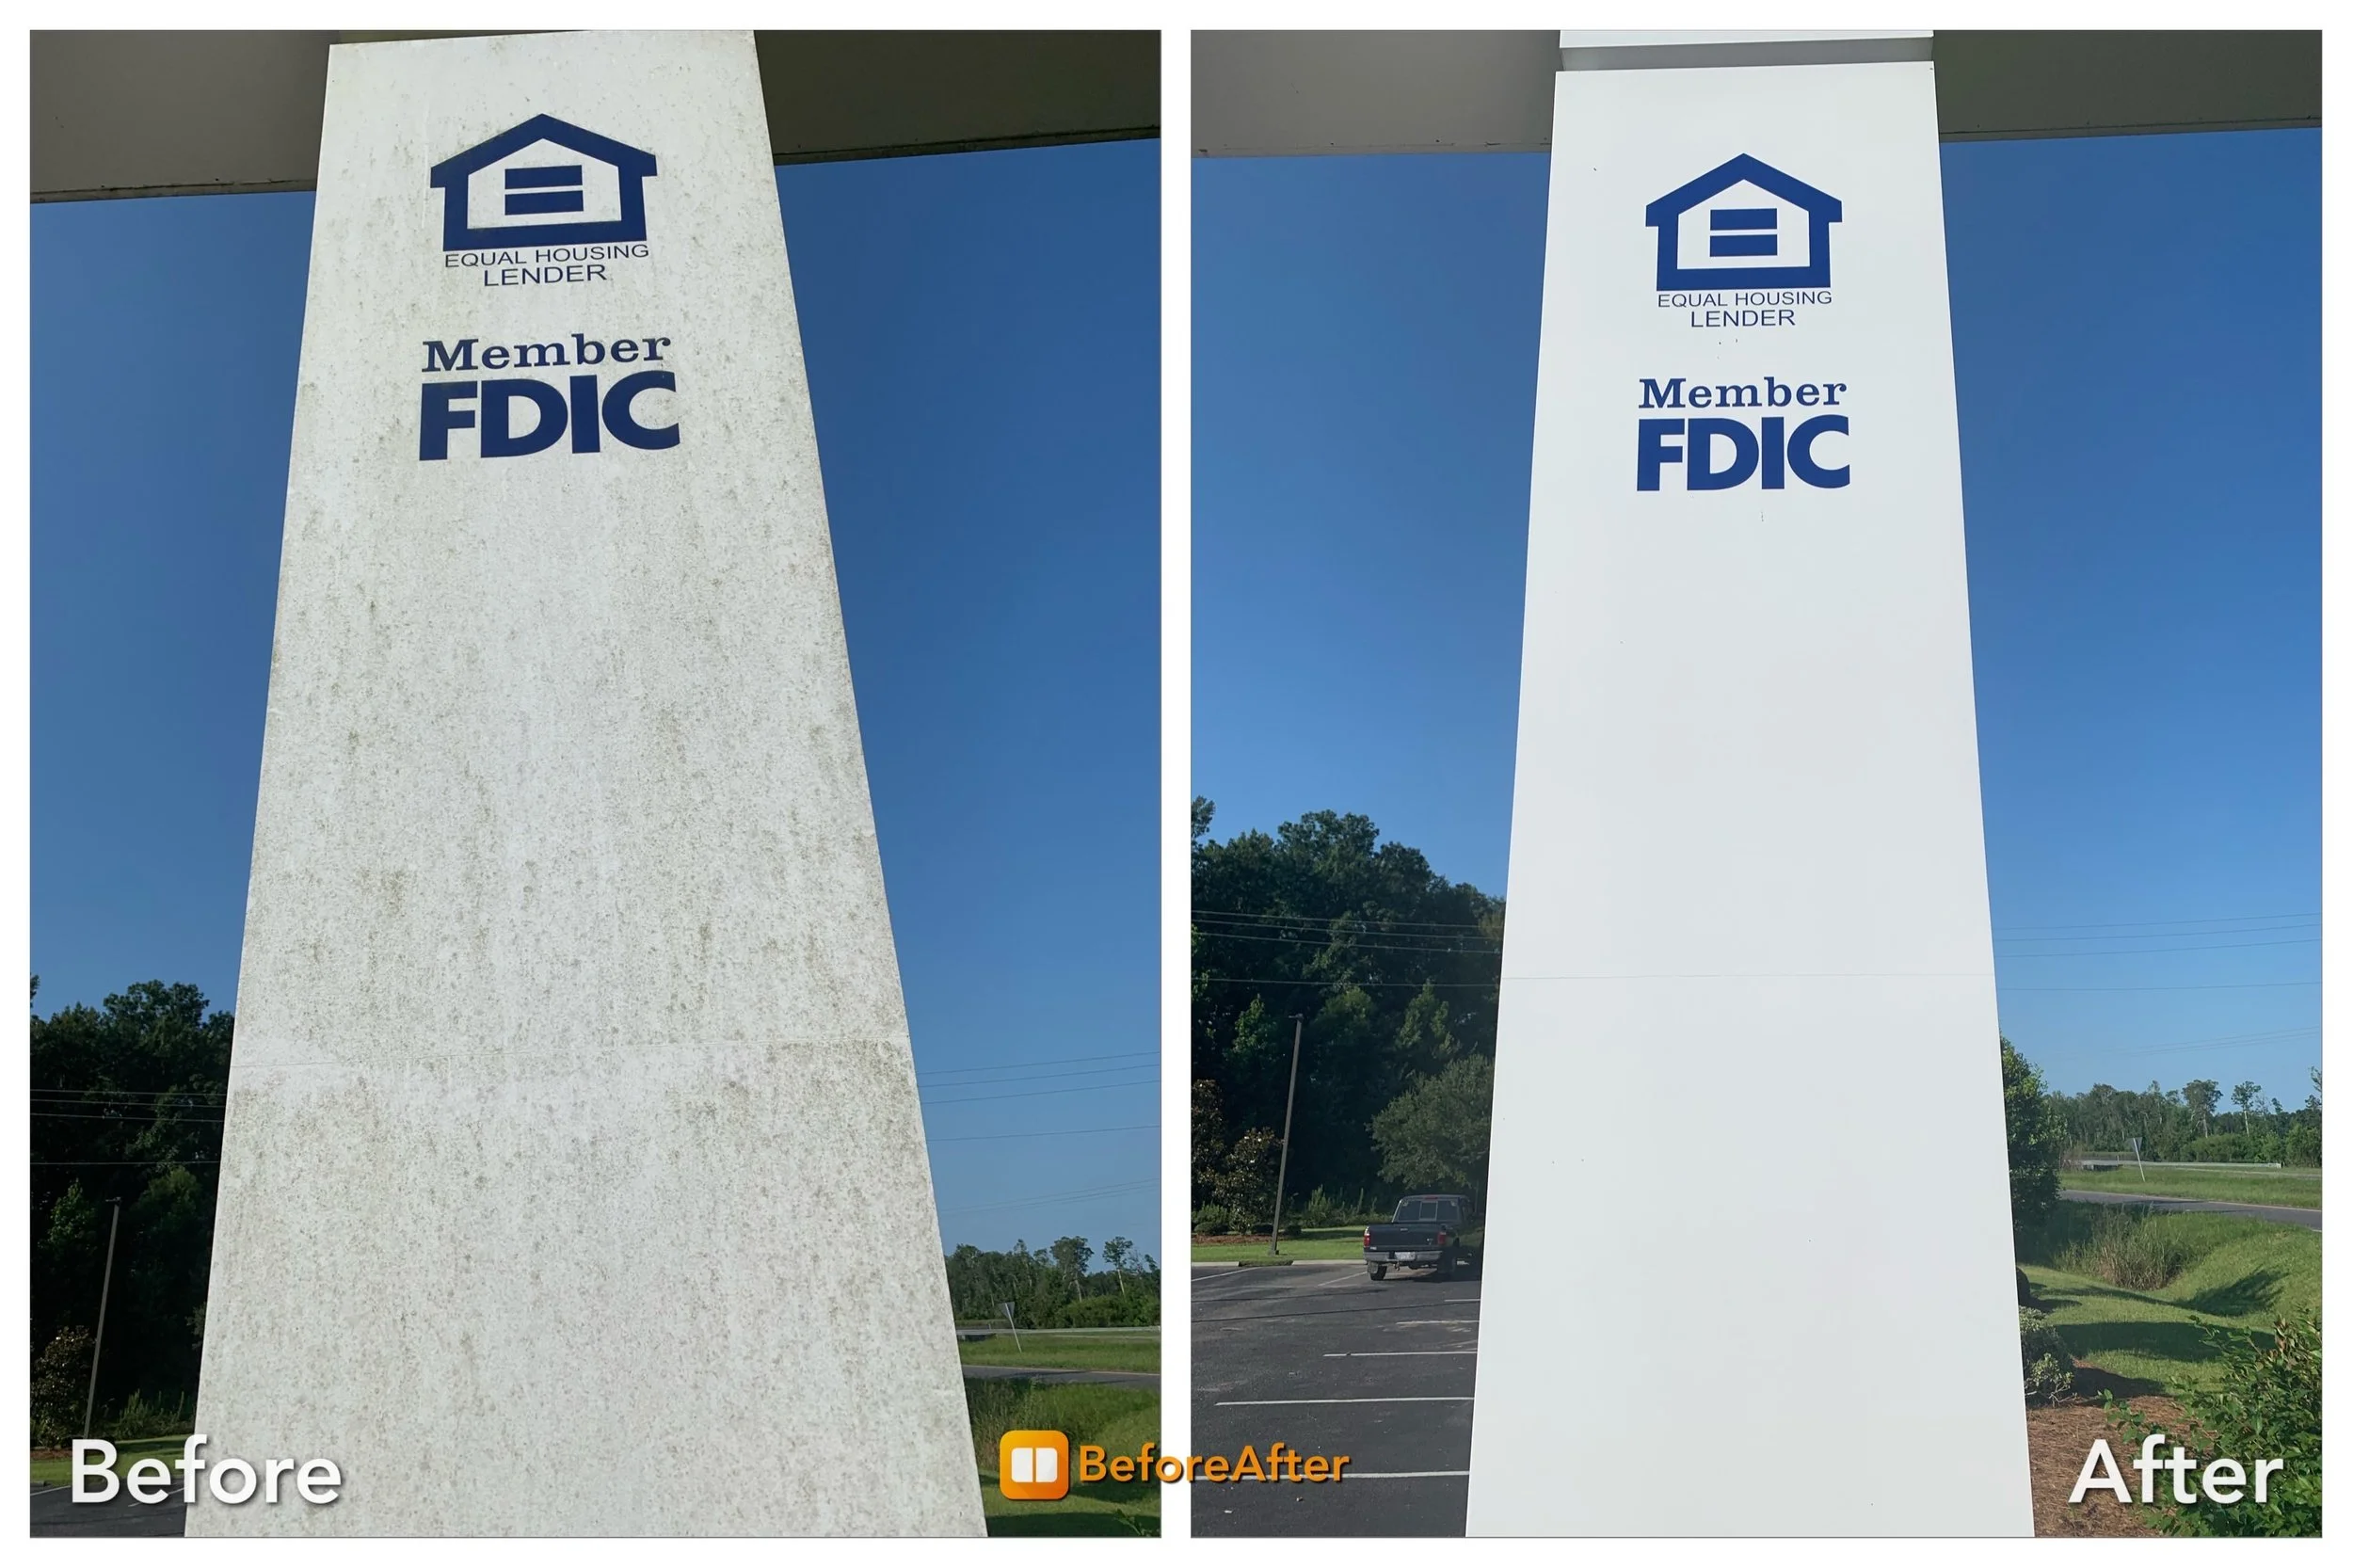 EQUAL HOUSING
LENDER
Member
FDIC
Before
EQUAL HOUSING
LENDER
Member
FDIC
After
BeforeAfter